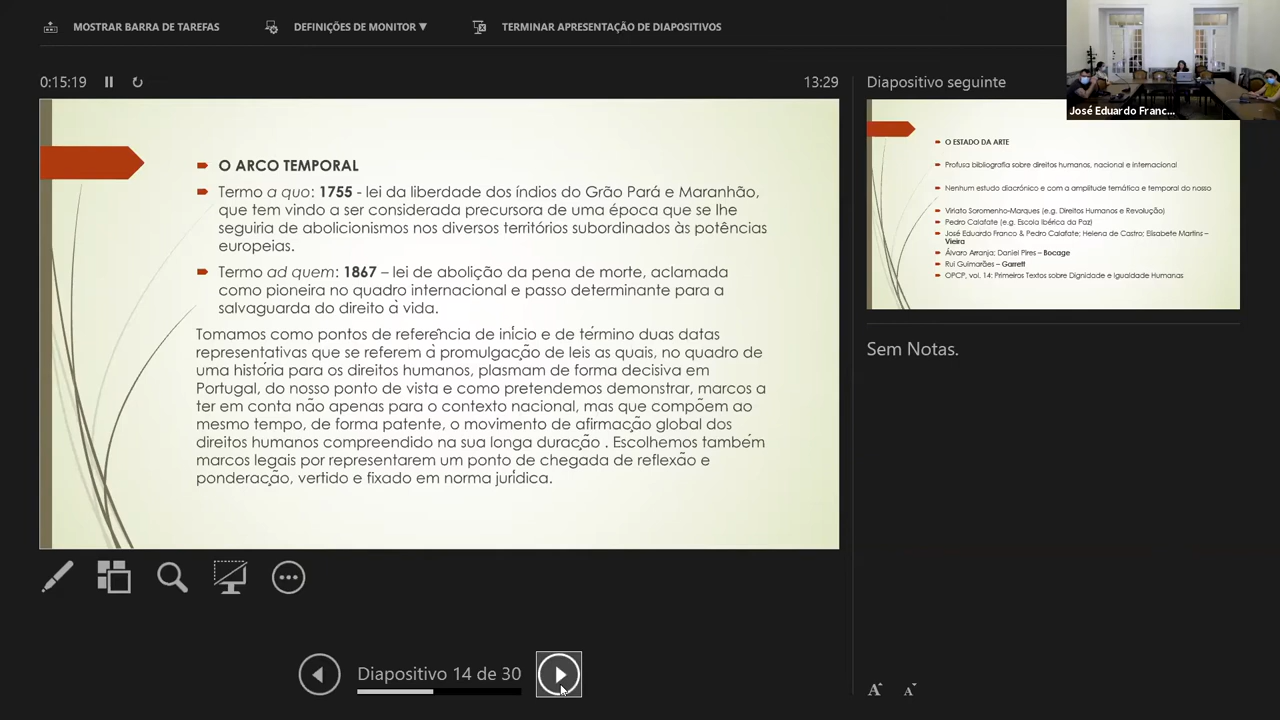 MOSTRAR BARRA DE TAREFAS
DEFINIÇÕES DE MONITOR ▼
TERMINAR APRESENTAÇÃO DE DIAPOSITIVOS
0:15:19
13:29
O ARCO TEMPORAL
Termo a quo: 1755 - lei da liberdade dos índios do Grão Pará e Maranhão,
que tem vindo a ser considerada precursora de uma época que se lhe
seguiria de abolicionismos nos diversos territórios subordinados às potências
europeias.
Termo ad quem: 1867 – lei de abolição da pena de morte, aclamada
como pioneira no quadro internacional e passo determinante para a
salvaguarda do direito à vida.
Tomamos como pontos de referência de início e de término duas datas
representativas que se referem à promulgação de leis as quais, no quadro de
uma história para os direitos humanos, plasmam de forma decisiva em
Portugal, do nosso ponto de vista e como pretendemos demonstrar, marcos a
ter em conta não apenas para o contexto nacional, mas que compõem ao
mesmo tempo, de forma patente, o movimento de afirmação global dos
direitos humanos compreendido na sua longa duração . Escolhemos também
marcos legais por representarem um ponto de chegada de reflexão e
ponderação, vertido e fixado em norma jurídica.
Diapositivo 14 de 30
Diapositivo seguinte
José Eduardo Franc...
O ESTADO DA ARTE
Profusa bibliografia sobre direitos humanos, nacional e internacional
Nenhum estudo diacrónico e com a amplitude temática e temporal do nosso
Viriato Soromenho-Marques (e.g. Direitos Humanos e Revolução)
Pedro Calafate (e.g. Escola Ibérica da Paz)
José Eduardo Franco & Pedro Calafate; Helena de Castro; Elisabete Martins –
Vieira
Álvaro Arranja; Daniel Pires – Bocage
Rui Guimarães – Garrett
OPCP, vol. 14: Primeiros Textos sobre Dignidade e Igualdade Humanas
Sem Notas.
A A